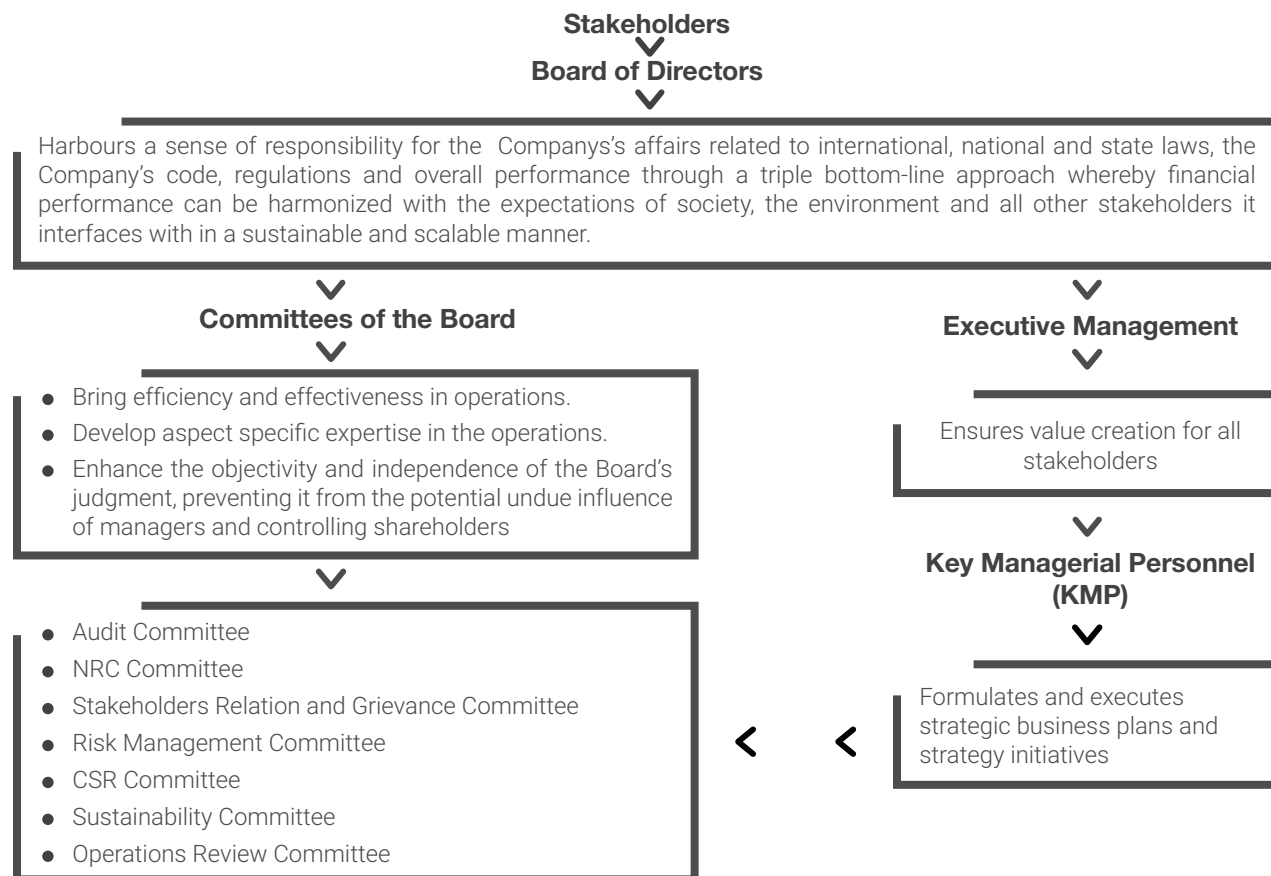 Stakeholders
Board of Directors
Harbours a sense of responsibility for the Companys's affairs related to international, national and state laws, the
Company's code, regulations and overall performance through a triple bottom-line approach whereby financial
performance can be harmonized with the expectations of society, the environment and all other stakeholders it
interfaces with in a sustainable and scalable manner.
Committees of the Board
● Bring efficiency and effectiveness in operations.
● Develop aspect specific expertise in the operations.
● Enhance the objectivity and independence of the Board's
judgment, preventing it from the potential undue influence
of managers and controlling shareholders
● Audit Committee
● NRC Committee
● Stakeholders Relation and Grievance Committee
● Risk Management Committee
● CSR Committee
● Sustainability Committee
● Operations Review Committee
Executive Management
Ensures value creation for all
stakeholders
Key Managerial Personnel
(KMP)
Formulates and executes
strategic business plans and
strategy initiatives